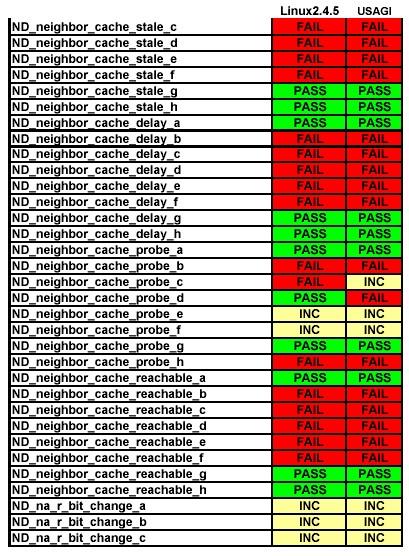 Linux2.4.5 USAGI
ND_neighbor_cache_stale_c FAIL FAIL
ND_neighbor_cache_stale_d FAIL FAIL
ND_neighbor_cache_stale_e FAIL FAIL
ND_neighbor_cache_stale_f FAIL FAIL
ND_neighbor_cache_stale_g PASS PASS
ND_neighbor_cache_stale_h PASS PASS
ND_neighbor_cache_delay_a PASS PASS
ND_neighbor_cache_delay_b FAIL FAIL
ND_neighbor_cache_delay_c FAIL FAIL
ND_neighbor_cache_delay_d FAIL FAIL
ND_neighbor_cache_delay_e FAIL FAIL
ND_neighbor_cache_delay_f FAIL FAIL
ND_neighbor_cache_delay_g PASS PASS
ND_neighbor_cache_delay_h PASS PASS
ND_neighbor_cache_probe_a PASS PASS
ND_neighbor_cache_probe_b FAIL FAIL
ND_neighbor_cache_probe_c FAIL INC
ND_neighbor_cache_probe_d PASS FAIL
ND_neighbor_cache_probe_e INC INC
ND_neighbor_cache_probe_f INC INC
ND_neighbor_cache_probe_g PASS PASS
ND_neighbor_cache_probe_h FAIL FAIL
ND_neighbor_cache_reachable_a PASS PASS
ND_neighbor_cache_reachable_b FAIL FAIL
ND_neighbor_cache_reachable_c FAIL FAIL
ND_neighbor_cache_reachable_d FAIL FAIL
ND_neighbor_cache_reachable_e FAIL FAIL
ND_neighbor_cache_reachable_f FAIL FAIL
ND_neighbor_cache_reachable_g PASS PASS
ND_neighbor_cache_reachable_h PASS PASS
ND_na_r_bit_change_a INC INC
ND_na_r_bit_change_b INC INC
ND_na_r_bit_change_c INC INC